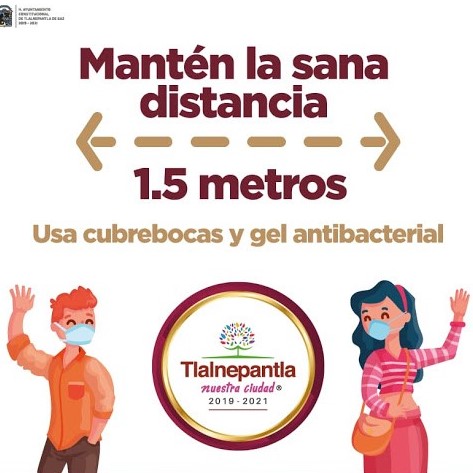 H. AYUNTAMIENTO
CONSTITUCIONAL
DE TLALNEPANTLA DE BAZ
2019 - 2021
Mantén la sana
distancia
1.5 metros
Usa cubrebocas y gel antibacterial
Tlalnepantla
nuestra ciudad®
2019 - 2021